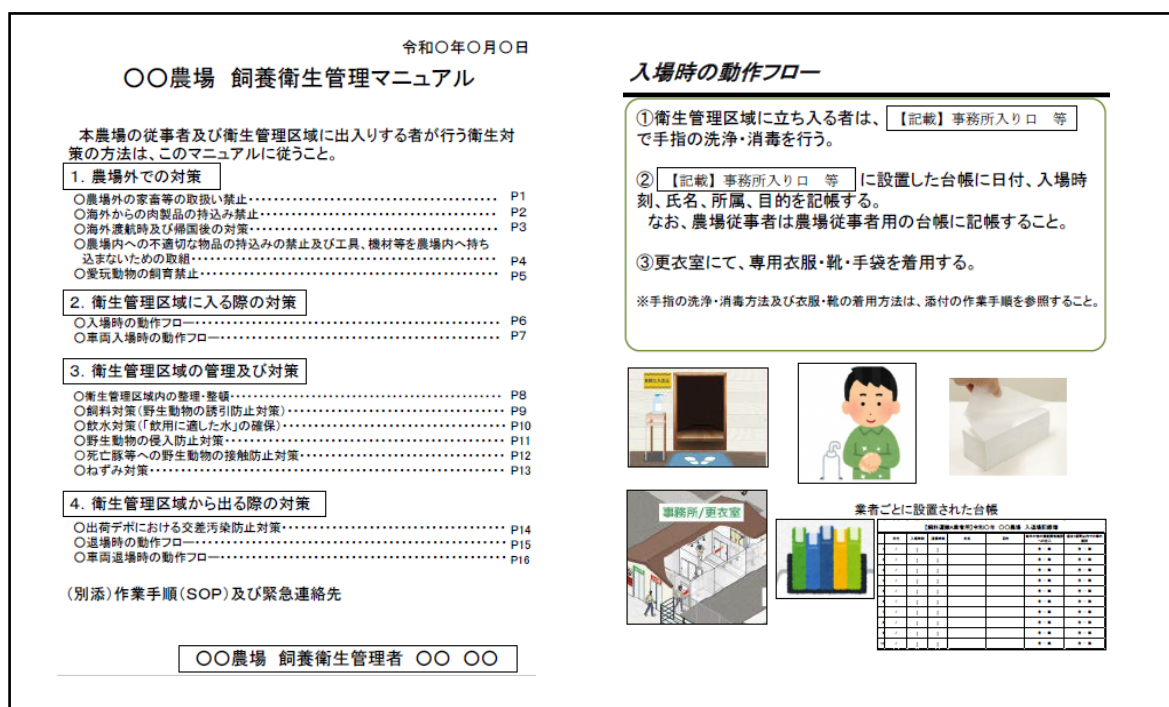 令和〇年〇月〇日
〇〇農場 飼養衛生管理マニュアル
本農場の従事者及び衛生管理区域に出入りする者が行う衛生対
策の方法は、このマニュアルに従うこと。
1．農場外での対策
〇農場外の家畜等の取扱い禁止 P1
〇海外からの肉製品の持込み禁止 P2
〇海外渡航時及び帰国後の対策 P3
〇農場内への不適切な物品の持込みの禁止及び工具、機材等を農場内へ持ち
込まないための取組 P4
〇愛玩動物の飼育禁止 P5
2．衛生管理区域に入る際の対策
〇入場時の動作フロー P6
〇車両入場時の動作フロー P7
3．衛生管理区域の管理及び対策
〇衛生管理区域内の整理・整頓 P8
〇飼料対策（野生動物の誘引防止対策） P9
〇飲水対策（「飲用に適した水」の確保） P10
〇野生動物の侵入防止対策 P11
〇死亡豚等への野生動物の接触防止対策 P12
〇ねずみ対策 P13
4．衛生管理区域から出る際の対策
〇出荷デポにおける交差汚染防止対策 P14
〇退場時の動作フロー P15
〇車両退場時の動作フロー P16
（別添）作業手順（SOP）及び緊急連絡先
〇〇農場 飼養衛生管理者 〇〇 〇〇
入場時の動作フロー
①衛生管理区域に立ち入る者は、【記載】事務所入り口 等
で手指の洗浄・消毒を行う。
②【記載】事務所入り口 等 に設置した台帳に日付、入場時
刻、氏名、所属、目的を記帳する。
なお、農場従事者は農場従事者用の台帳に記帳すること。
③更衣室にて、専用衣服・靴・手袋を着用する。
※手指の洗浄・消毒方法及び衣服・靴の着用方法は、添付の作業手順を参照すること。
事務所/更衣室
業者ごとに設置された台帳